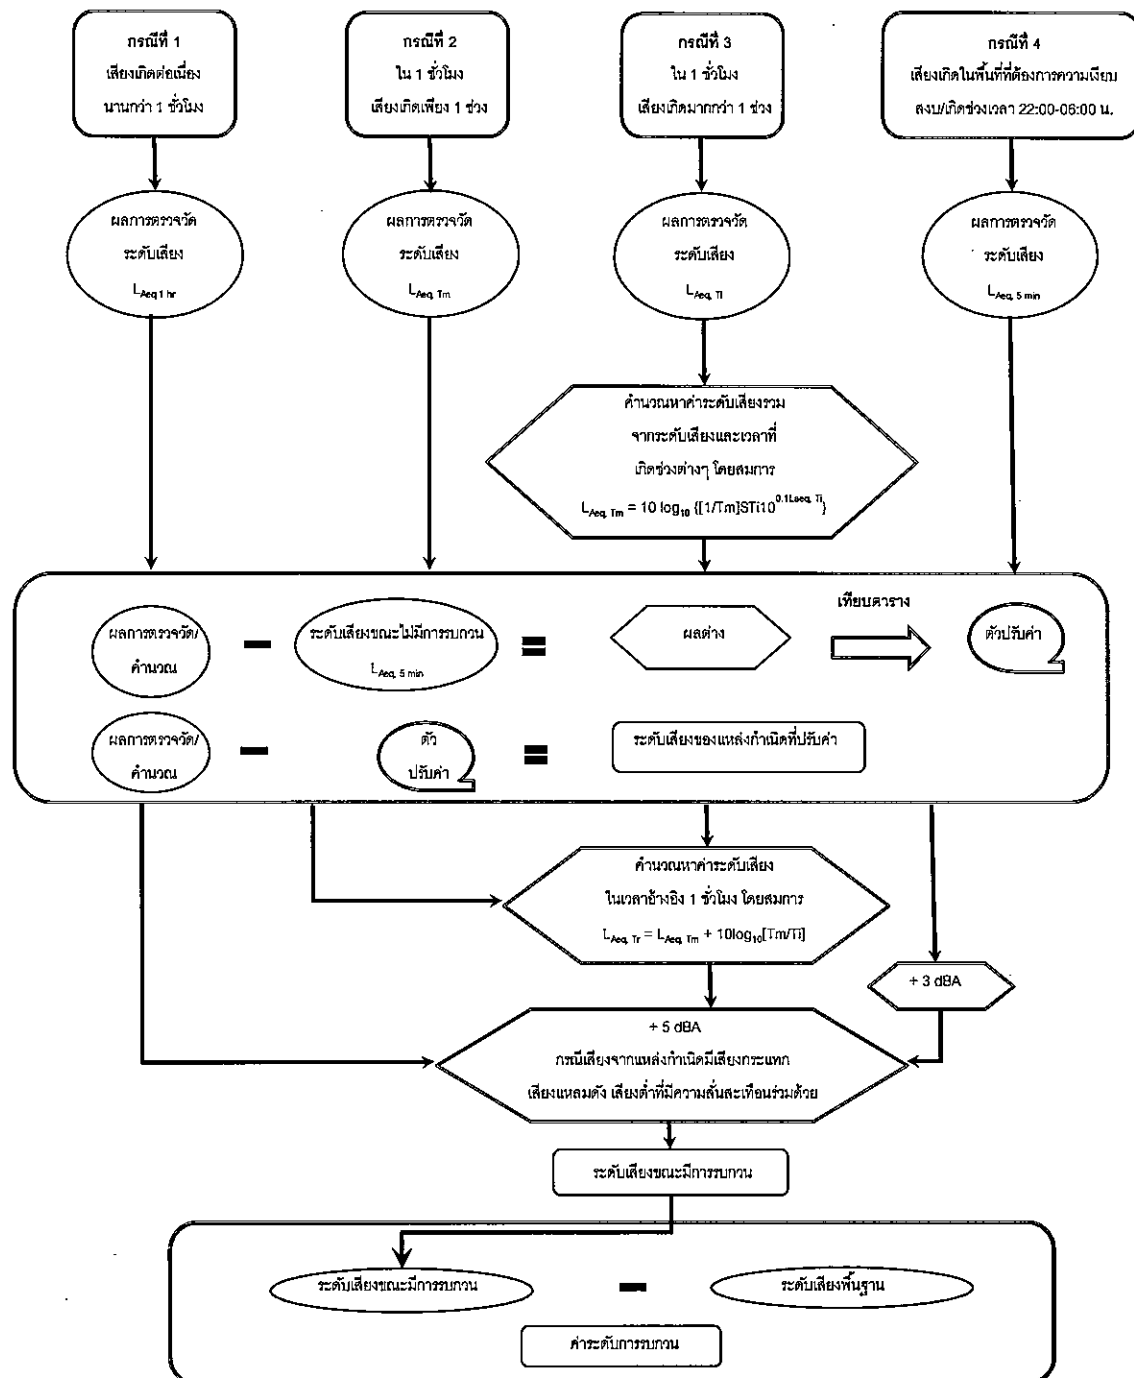 กรณีที่ 1
เสียงเกิดต่อเนื่อง
นานกว่า 1 ชั่วโมง
กรณีที่ 2
ใน 1 ชั่วโมง
เสียงเกิดเพียง 1 ช่วง
กรณีที่ 3
ใน 1 ชั่วโมง
เสียงเกิดมากกว่า 1 ช่วง
กรณีที่ 4
เสียงเกิดในพื้นที่ที่ต้องการความเงียบ
สงบ/เกิดช่วงเวลา 22:00-06:00 น.
ผลการตรวจวัด
ระดับเสียง
LAeq 1 hr
ผลการตรวจวัด
ระดับเสียง
LAeq, Tm
ผลการตรวจวัด
ระดับเสียง
LAeq, Ti
ผลการตรวจวัด
ระดับเสียง
LAeq, 5 min
คำนวณหาค่าระดับเสียงรวม
จากระดับเสียงและเวลาที่
เกิดช่วงต่างๆ โดยสมการ
LAeq, Tm = 10 log10 {[1/Tm]STi10^0.1Laeq, Ti}
ผลการตรวจวัด/
คำนวณ
–
ระดับเสียงขณะไม่มีการรบกวน
LAeq, 5 min
=
ผลต่าง
เทียบตาราง
ตัวปรับค่า
ผลการตรวจวัด/
คำนวณ
–
ตัว
ปรับค่า
=
ระดับเสียงของแหล่งกำเนิดที่ปรับค่า
คำนวณหาค่าระดับเสียง
ในเวลาอ้างอิง 1 ชั่วโมง โดยสมการ
LAeq, Tr = LAeq, Tm + 10log10[Tm/Ti]
+ 3 dBA
+ 5 dBA
กรณีเสียงจากแหล่งกำเนิดมีเสียงกระแทก
เสียงแหลมดัง เสียงต่ำที่มีความสั่นสะเทือนร่วมด้วย
ระดับเสียงขณะมีการรบกวน
ระดับเสียงขณะมีการรบกวน
–
ระดับเสียงพื้นฐาน
ค่าระดับการรบกวน